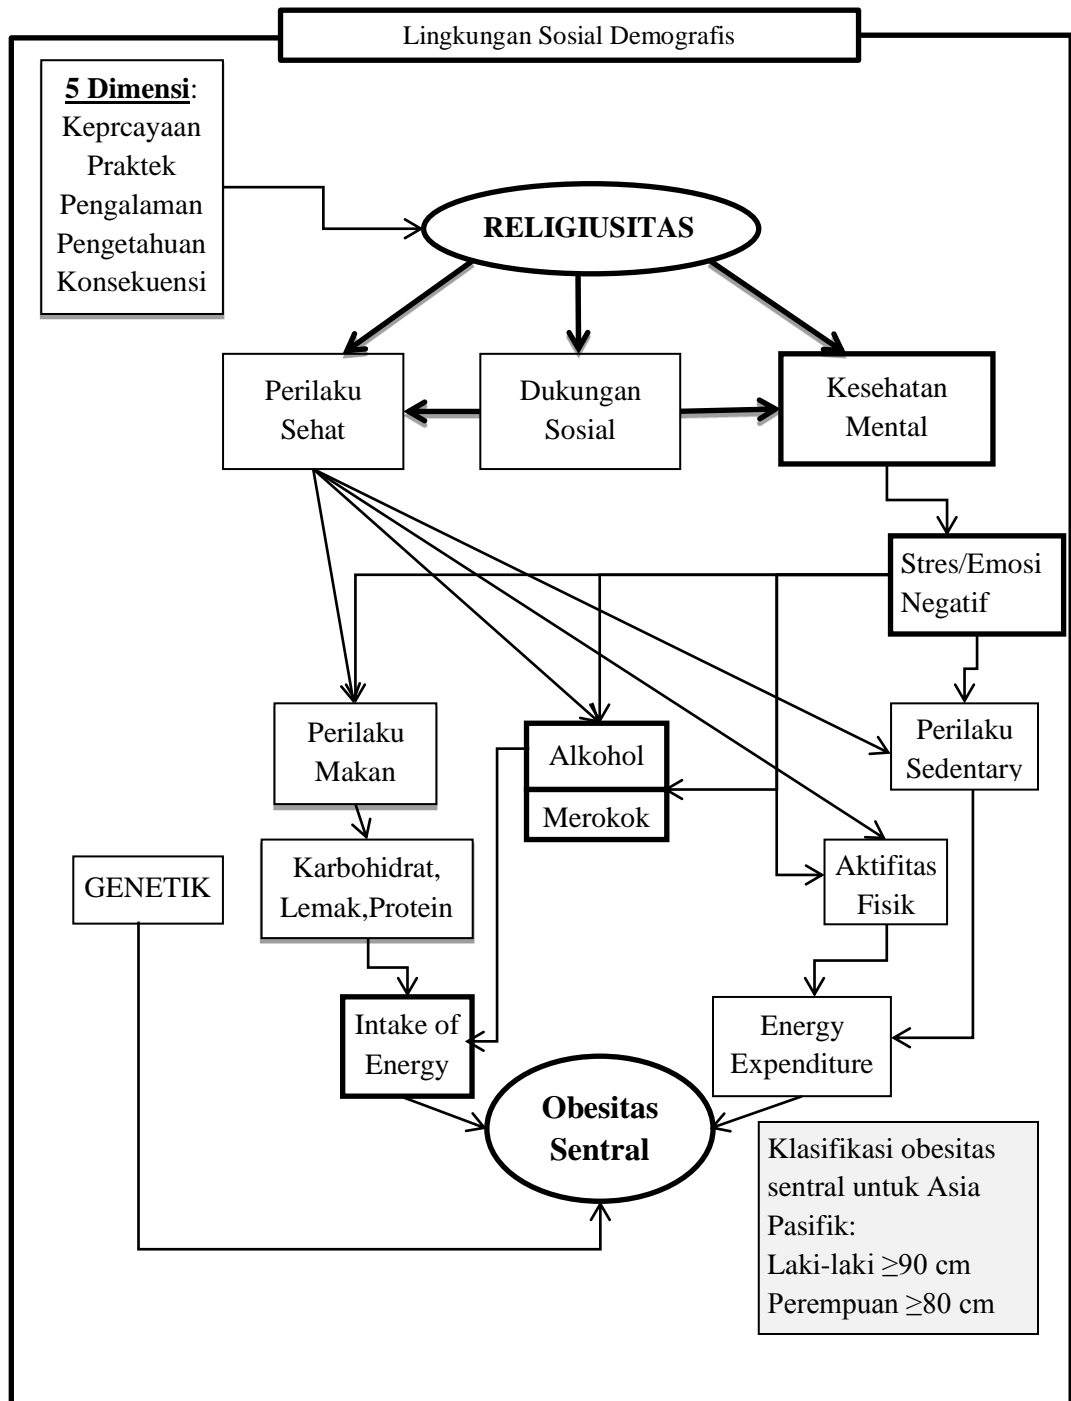 Lingkungan Sosial Demografis
5 Dimensi:
Keprcayaan
Praktek
Pengalaman
Pengetahuan
Konsekuensi
RELIGIUSITAS
Perilaku
Sehat
Dukungan
Sosial
Kesehatan
Mental
Stres/Emosi
Negatif
Perilaku
Makan
Alkohol
Merokok
Perilaku
Sedentary
Karbohidrat,
Lemak,Protein
Aktifitas
Fisik
GENETIK
Intake of
Energy
Energy
Expenditure
Obesitas
Sentral
Klasifikasi obesitas
sentral untuk Asia
Pasifik:
Laki-laki ≥90 cm
Perempuan ≥80 cm